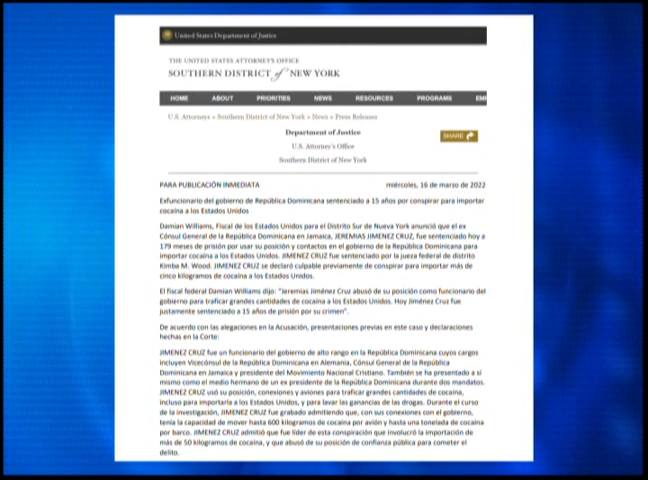 United States Department of Justice
THE UNITED STATES ATTORNEY'S OFFICE
SOUTHERN DISTRICT of NEW YORK
HOME ABOUT PRIORITIES NEWS RESOURCES PROGRAMS EM
U.S. Attorneys » Southern District of New York » News » Press Releases
Department of Justice
SHARE
U.S. Attorney's Office
Southern District of New York
PARA PUBLICACIÓN INMEDIATA miércoles, 16 de marzo de 2022
Exfuncionario del gobierno de República Dominicana sentenciado a 15 años por conspirar para importar
cocaína a los Estados Unidos
Damian Williams, Fiscal de los Estados Unidos para el Distrito Sur de Nueva York anunció que el ex
Cónsul General de la República Dominicana en Jamaica, JEREMIAS JIMENEZ CRUZ, fue sentenciado hoy a
179 meses de prisión por usar su posición y contactos en el gobierno de la República Dominicana para
importar cocaína a los Estados Unidos. JIMENEZ CRUZ fue sentenciado por la jueza federal de distrito
Kimba M. Wood. JIMENEZ CRUZ se declaró culpable previamente de conspirar para importar más de
cinco kilogramos de cocaína a los Estados Unidos.
El fiscal federal Damian Williams dijo: "Jeremias Jiménez Cruz abusó de su posición como funcionario del
gobierno para traficar grandes cantidades de cocaína a los Estados Unidos. Hoy Jiménez Cruz fue
justamente sentenciado a 15 años de prisión por su crimen".
De acuerdo con las alegaciones en la Acusación, presentaciones previas en este caso y declaraciones
hechas en la Corte:
JIMENEZ CRUZ fue un funcionario del gobierno de alto rango en la República Dominicana cuyos cargos
incluyen Vicecónsul de la República Dominicana en Alemania, Cónsul General de la República
Dominicana en Jamaica y presidente del Movimiento Nacional Cristiano. También se ha presentado a sí
mismo como el medio hermano de un ex presidente de la República Dominicana durante dos mandatos.
JIMENEZ CRUZ usó su posición, conexiones y aviones para traficar grandes cantidades de cocaína,
incluso para importarla a los Estados Unidos, y para lavar las ganancias de las drogas. Durante el curso
de la investigación, JIMENEZ CRUZ fue grabado admitiendo que, con sus conexiones con el gobierno,
tenía la capacidad de mover hasta 600 kilogramos de cocaína por avión y hasta una tonelada de cocaína
por barco. JIMENEZ CRUZ admitió que fue líder de esta conspiración que involucró la importación de
más de 50 kilogramos de cocaína, y que abusó de su posición de confianza pública para cometer el
delito.